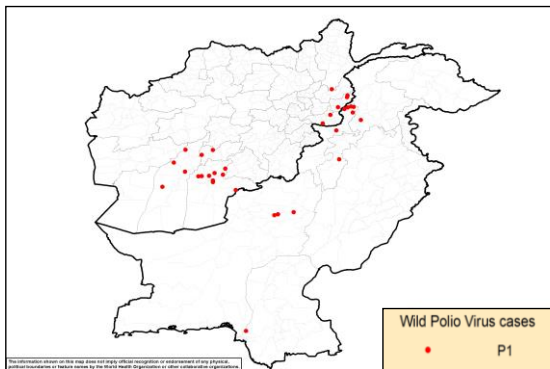 The information shown on this map does not imply official recognition or endorsement of any physical,
political boundaries or feature names by the World Health Organization or other collaborative organizations.
Wild Polio Virus cases
P1